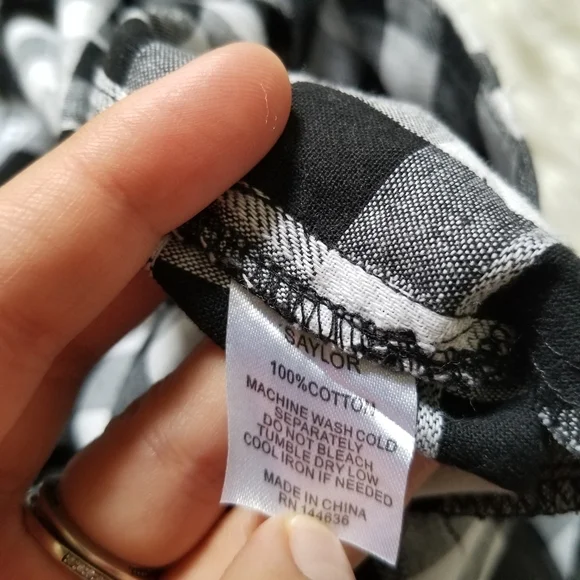 SAYLOR
100%COTTON
MACHINE WASH COLD
SEPARATELY
DO NOT BLEACH
TUMBLE DRY LOW
COOL IRON IF NEEDED
MADE IN CHINA
RN 144836